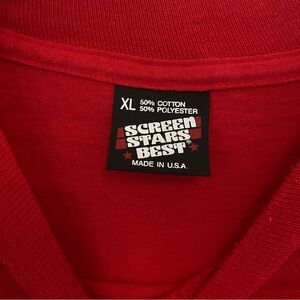 XL 50% COTTON
50% POLYESTER
SCREEN
STARS
BEST
MADE IN U.S.A.